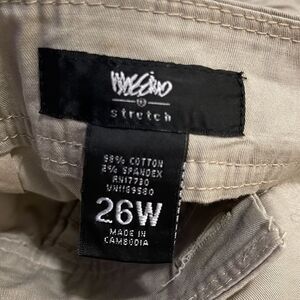 mossimo
stretch
98% COTTON
2% SPANDEX
RN17730
26W
MADE IN
CAMBODIA